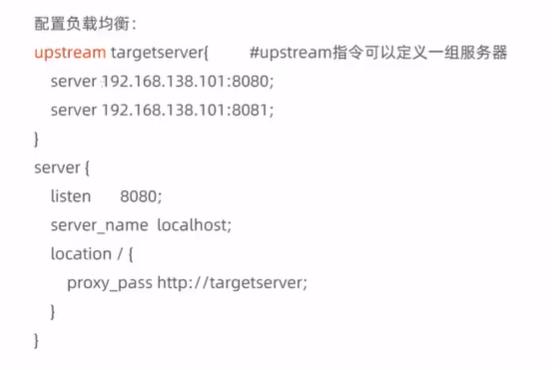 配置负载均衡：
upstream targetserver{ #upstream指令可以定义一组服务器
server 192.168.138.101:8080;
server 192.168.138.101:8081;
}
server {
listen 8080;
server_name localhost;
location / {
proxy_pass http://targetserver;
}
}